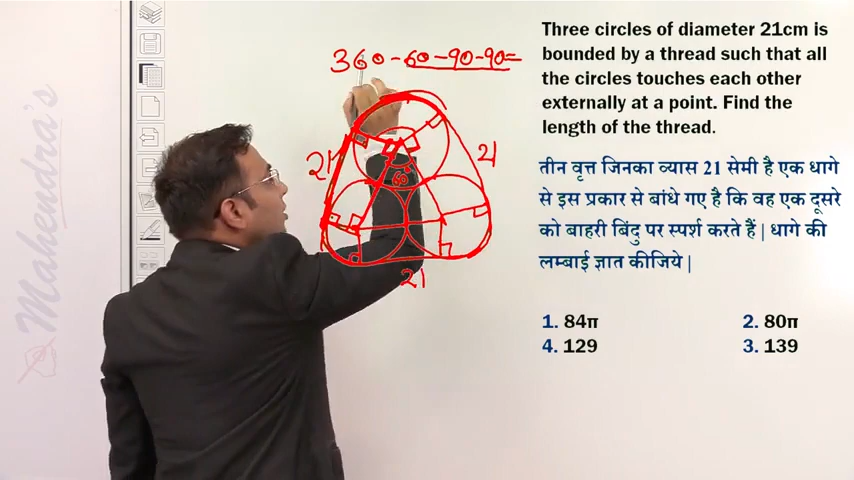 Mahendra's
360-60-90-90=
21
21
60
21
Three circles of diameter 21cm is
bounded by a thread such that all
the circles touches each other
externally at a point. Find the
length of the thread.
तीन वृत्त जिनका व्यास 21 सेमी है एक धागे
से इस प्रकार से बांधे गए है कि वह एक दूसरे
को बाहरी बिंदु पर स्पर्श करते हैं | धागे की
लम्बाई ज्ञात कीजिये |
1. 84π
2. 80π
4. 129
3. 139